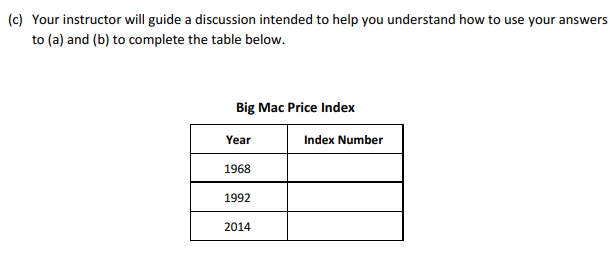 (c) Your instructor will guide a discussion intended to help you understand how to use your answers
to (a) and (b) to complete the table below.
Big Mac Price Index
Year Index Number
1968
1992
2014